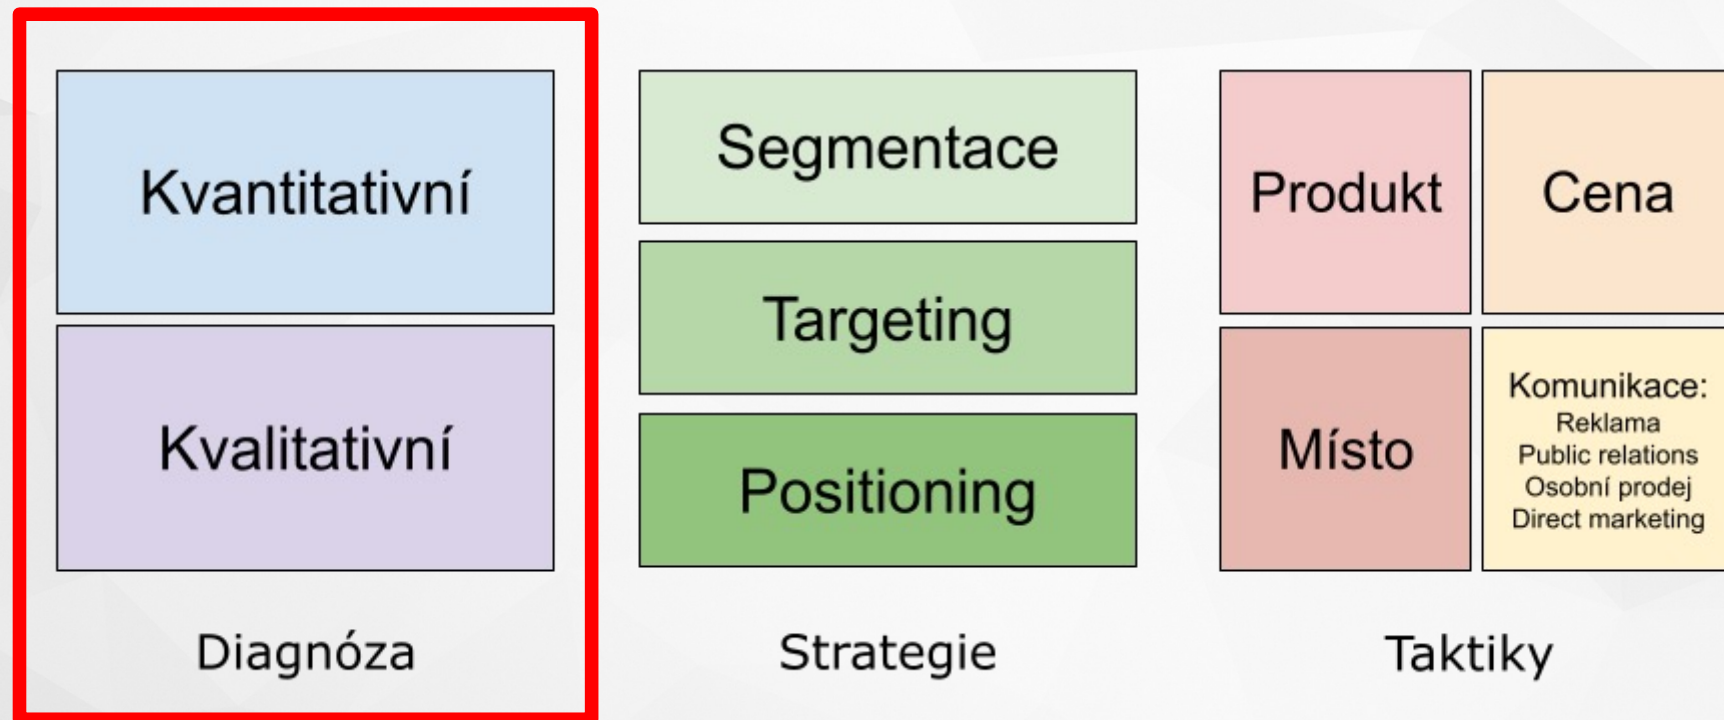 Kvantitativní
Kvalitativní
Diagnóza
Segmentace
Targeting
Positioning
Strategie
Produkt
Cena
Místo
Komunikace:
Reklama
Public relations
Osobní prodej
Direct marketing
Taktiky